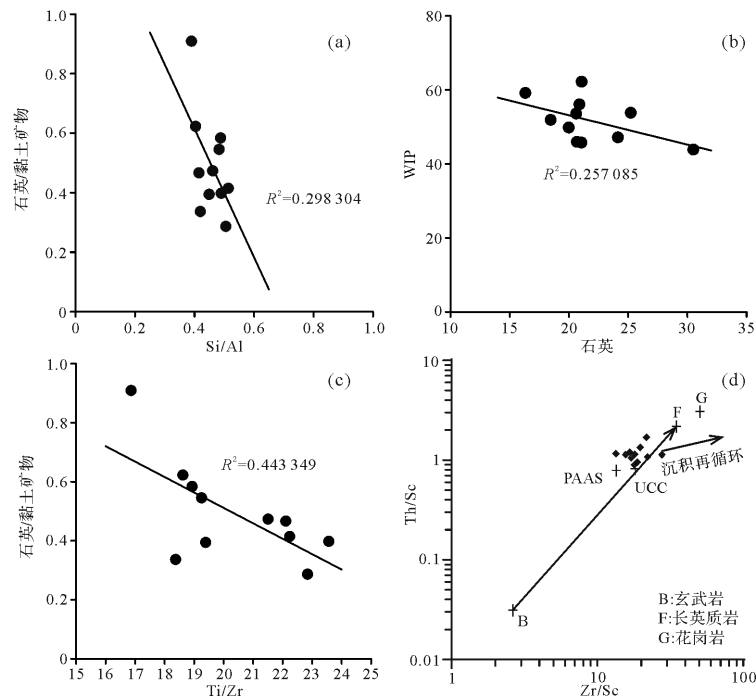 (a)
1.0
0.8
0.6
0.4
0.2
0
石英/黏土矿物
R²=0.298 304
0 0.2 0.4 0.6 0.8 1.0
Si/Al
(b)
80
60
40
20
0
WIP
R²=0.257 085
10 15 20 25 30 35
石英
(c)
1.0
0.8
0.6
0.4
0.2
0
石英/黏土矿物
R²=0.443 349
15 16 17 18 19 20 21 22 23 24 25
Ti/Zr
(d)
10
1
0.1
0.01
Th/Sc
G
F
沉积再循环
PAAS
UCC
B
B:玄武岩
F:长英质岩
G:花岗岩
1 10 100
Zr/Sc